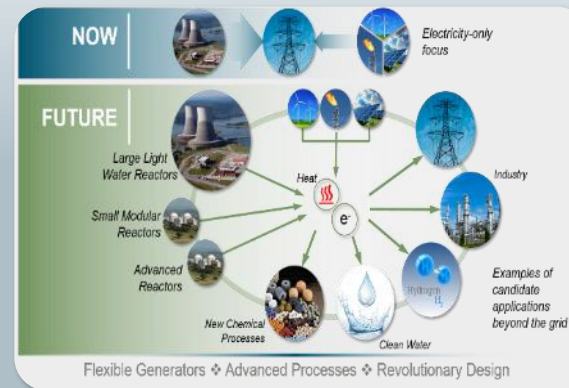 NOW
Electricity-only
focus
FUTURE
Large Light
Water Reactors
Heat
Industry
Small Modular
Reactors
e-
Advanced
Reactors
Hydrogen
H2
Examples of
candidate
applications
beyond the grid
New Chemical
Processes
Clean Water
Flexible Generators ❖ Advanced Processes ❖ Revolutionary Design